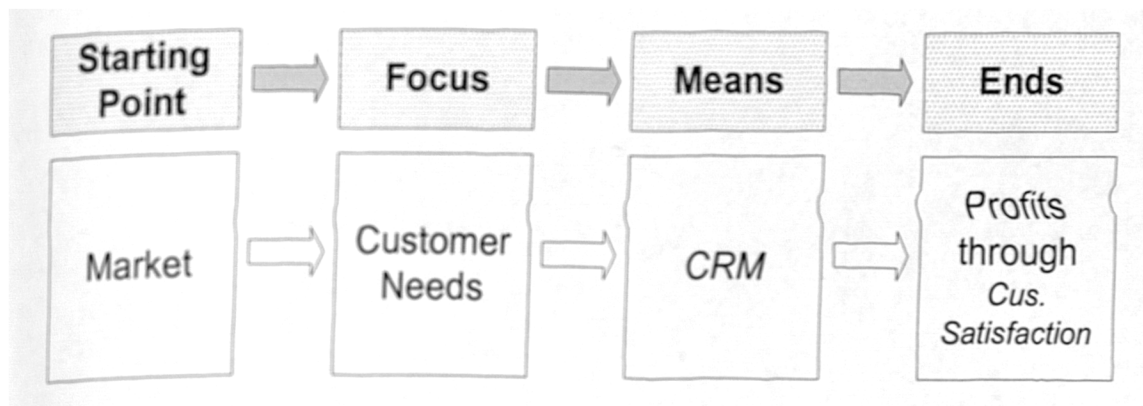 Starting
Point
Focus
Means
Ends
Market
Customer
Needs
CRM
Profits
through
Cus.
Satisfaction